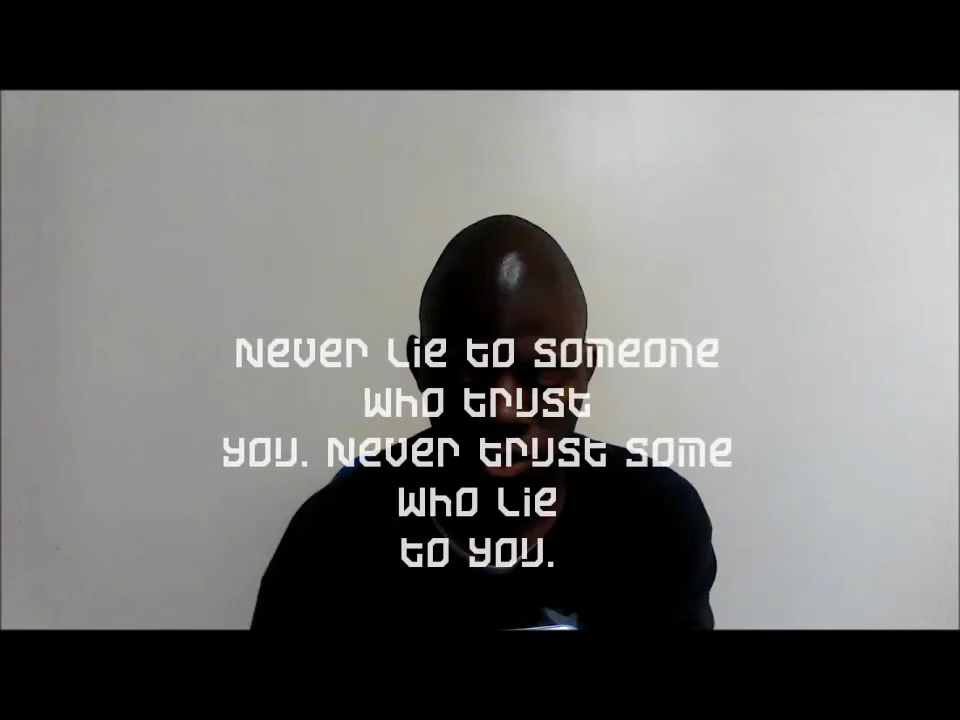 Never Lie to someone
who trust
you. Never trust some
who Lie
to you.